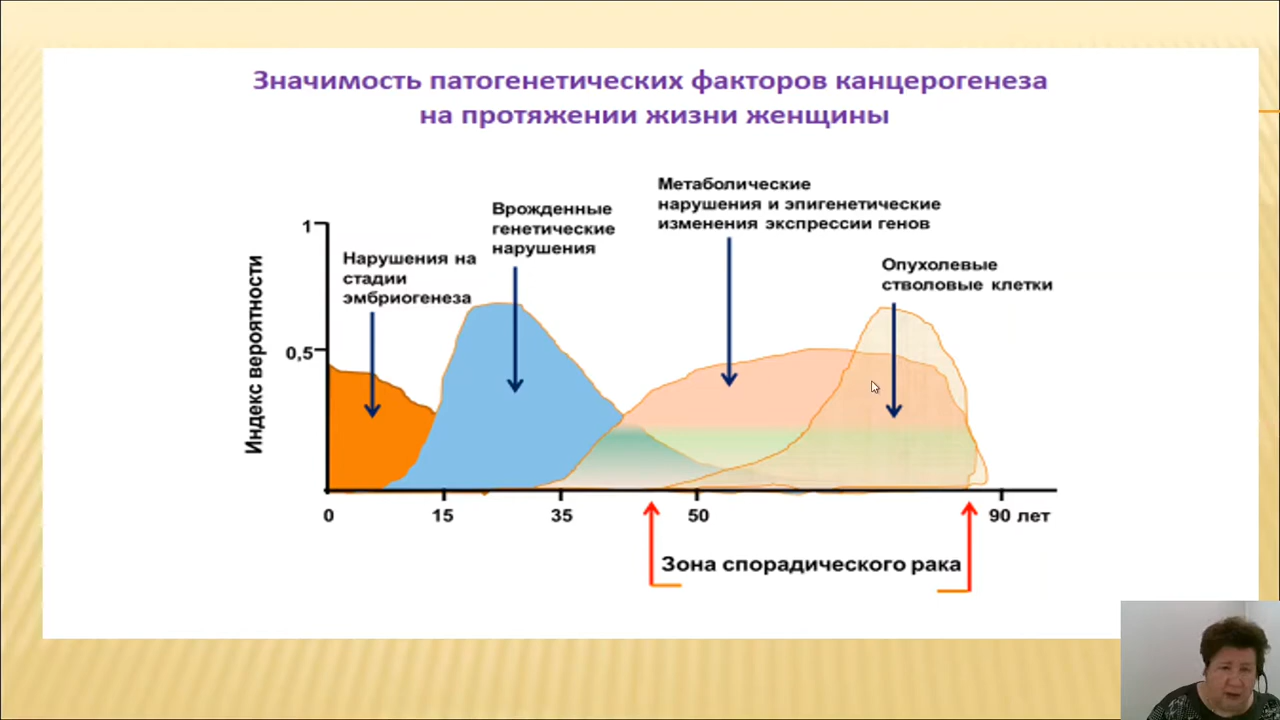 Значимость патогенетических факторов канцерогенеза
на протяжении жизни женщины
Метаболические
нарушения и эпигенетические
изменения экспрессии генов
Врожденные
генетические
нарушения
Нарушения на
стадии
эмбриогенеза
Опухолевые
стволовые клетки
Индекс вероятности
1
0,5
0 15 35 50 90 лет
Зона спорадического рака